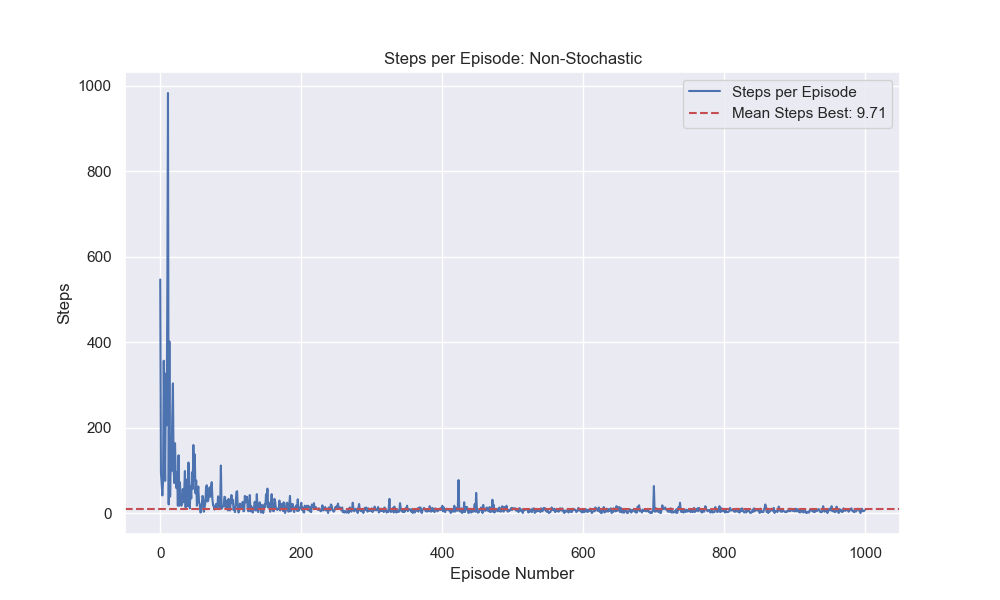 Steps per Episode: Non-Stochastic
Steps per Episode
Mean Steps Best: 9.71
1000
800
600
400
200
0
Steps
0 200 400 600 800 1000
Episode Number